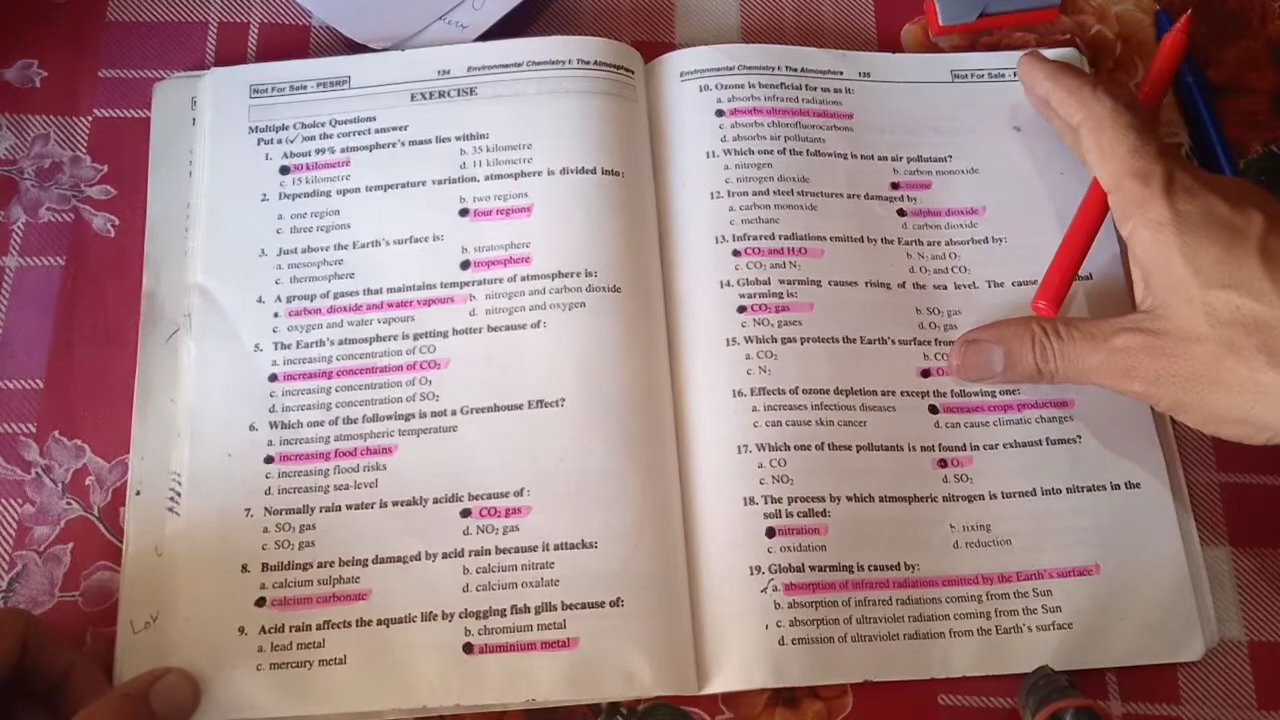 Not For Sale - PESRP
134 Environmental Chemistry I: The Atmosphere
EXERCISE
Multiple Choice Questions
Put a (✓) on the correct answer
1. About 99% atmosphere's mass lies within:
30 kilometre b. 35 kilometre
c. 15 kilometre d. 11 kilometre
2. Depending upon temperature variation, atmosphere is divided into:
a. one region b. two regions
c. three regions four regions
3. Just above the Earth's surface is:
a. mesosphere b. stratosphere
c. thermosphere troposphere
4. A group of gases that maintains temperature of atmosphere is:
a. carbon dioxide and water vapours b. nitrogen and carbon dioxide
c. oxygen and water vapours d. nitrogen and oxygen
5. The Earth's atmosphere is getting hotter because of:
a. increasing concentration of CO
increasing concentration of CO₂
c. increasing concentration of O₃
d. increasing concentration of SO₂
6. Which one of the followings is not a Greenhouse Effect?
a. increasing atmospheric temperature
increasing food chains
c. increasing flood risks
d. increasing sea-level
7. Normally rain water is weakly acidic because of:
a. SO₃ gas CO₂ gas
c. SO₂ gas d. NO₂ gas
8. Buildings are being damaged by acid rain because it attacks:
a. calcium sulphate b. calcium nitrate
calcium carbonate d. calcium oxalate
9. Acid rain affects the aquatic life by clogging fish gills because of:
a. lead metal b. chromium metal
c. mercury metal aluminium metal
Environmental Chemistry I: The Atmosphere 135 Not For Sale -
10. Ozone is beneficial for us as it:
a. absorbs infrared radiations
absorbs ultraviolet radiations
c. absorbs chlorofluorocarbons
d. absorbs air pollutants
11. Which one of the following is not an air pollutant?
a. nitrogen b. carbon monoxide
c. nitrogen dioxide ozone
12. Iron and steel structures are damaged by:
a. carbon monoxide sulphur dioxide
c. methane d. carbon dioxide
13. Infrared radiations emitted by the Earth are absorbed by:
CO₂ and H₂O b. N₂ and O₂
c. CO₂ and N₂ d. O₂ and CO₂
14. Global warming causes rising of the sea level. The cause bal
warming is:
CO₂ gas b. SO₂ gas
c. NOₓ gases d. O₃ gas
15. Which gas protects the Earth's surface from
a. CO₂ b. CO
c. N₂ O
16. Effects of ozone depletion are except the following one:
a. increases infectious diseases increases crops production
c. can cause skin cancer d. can cause climatic changes
17. Which one of these pollutants is not found in car exhaust fumes?
a. CO O₃
c. NO₂ d. SO₂
18. The process by which atmospheric nitrogen is turned into nitrates in the
soil is called:
nitration b. fixing
c. oxidation d. reduction
19. Global warming is caused by:
a. absorption of infrared radiations emitted by the Earth's surface
b. absorption of infrared radiations coming from the Sun
c. absorption of ultraviolet radiation coming from the Sun
d. emission of ultraviolet radiation from the Earth's surface